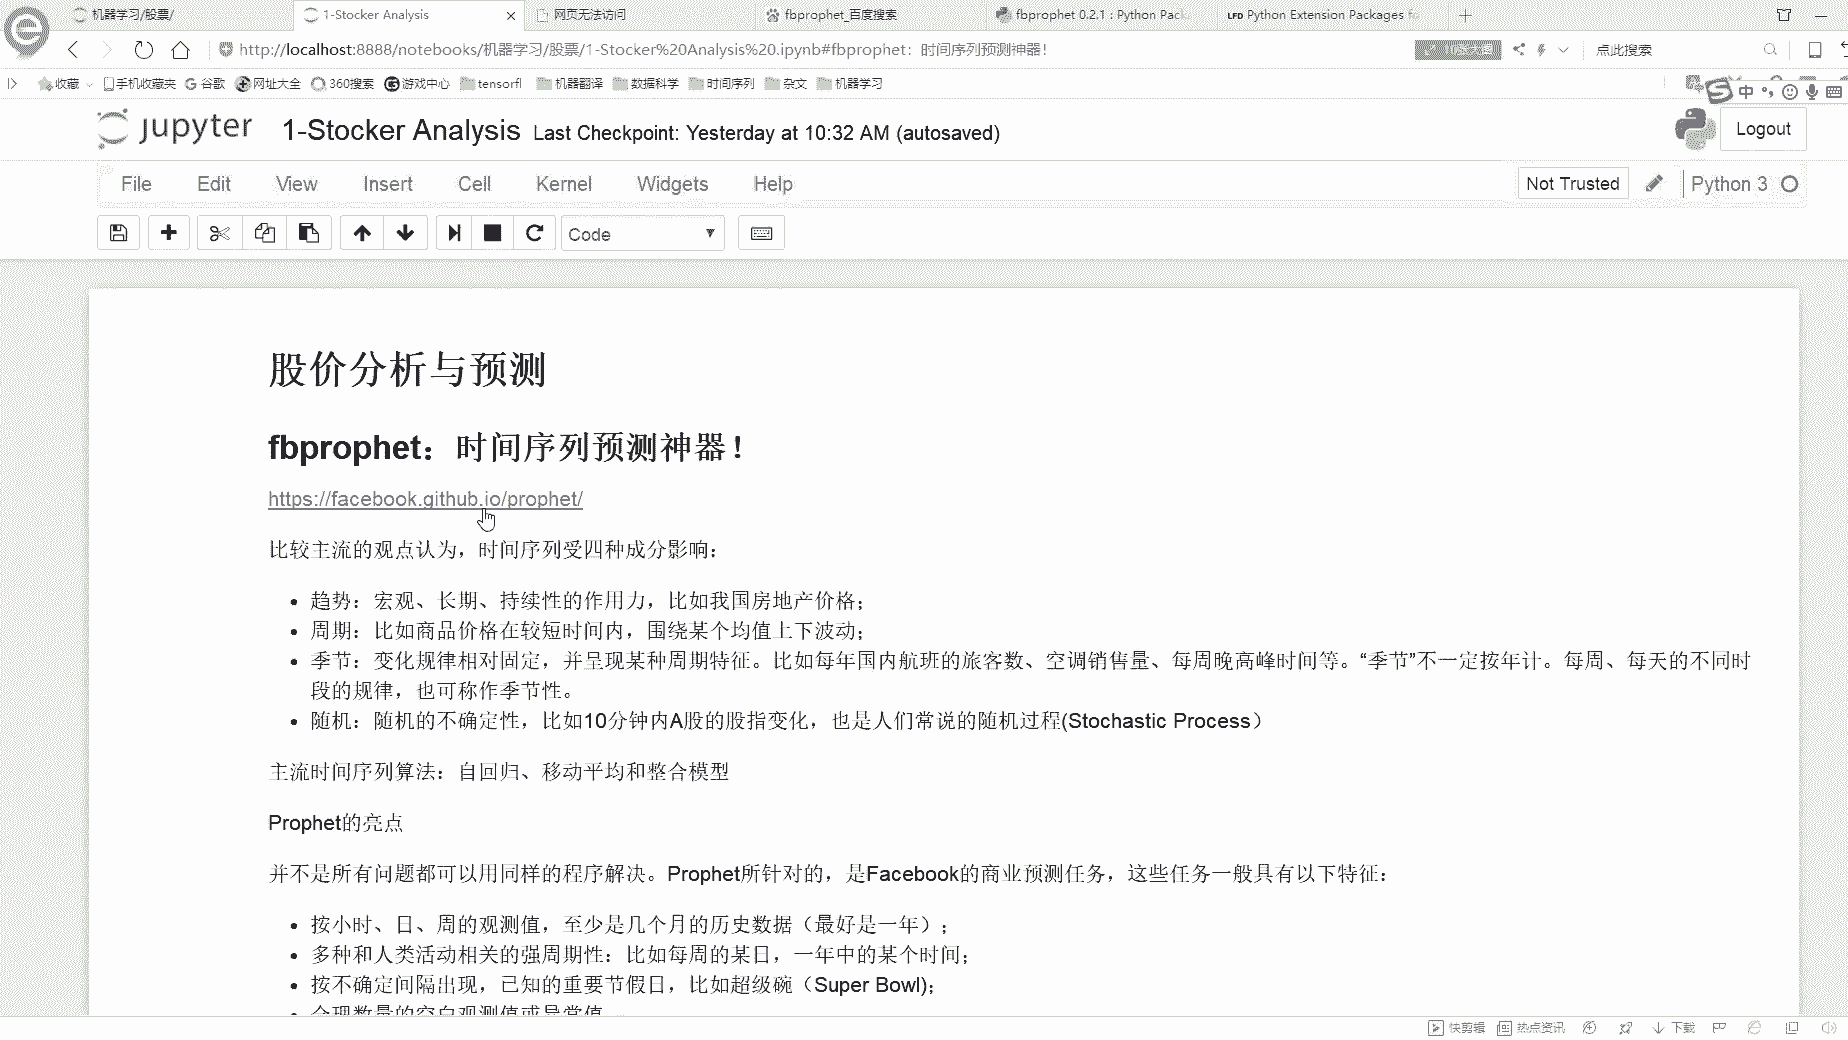 机器学习/股票/
1-Stocker Analysis
网页无法访问
fbprophet_百度搜索
fbprophet 0.2.1 : Python Pack
LFD Python Extension Packages fo
http://localhost:8888/notebooks/机器学习/股票/1-Stocker%20Analysis%20.ipynb#fbprophet：时间序列预测神器！
点此搜索
收藏 手机收藏夹 谷歌 网址大全 360搜索 游戏中心 tensorfl 机器翻译 数据科学 时间序列 杂文 机器学习
中
jupyter 1-Stocker Analysis Last Checkpoint: Yesterday at 10:32 AM (autosaved)
Logout
File Edit View Insert Cell Kernel Widgets Help
Not Trusted
Python 3
Code
股价分析与预测
fbprophet：时间序列预测神器！
https://facebook.github.io/prophet/
比较主流的观点认为，时间序列受四种成分影响：
• 趋势：宏观、长期、持续性的作用力，比如我国房地产价格；
• 周期：比如商品价格在较短时间内，围绕某个均值上下波动；
• 季节：变化规律相对固定，并呈现某种周期特征。比如每年国内航班的旅客数、空调销售量、每周晚高峰时间等。“季节”不一定按年计。每周、每天的不同时
段的规律，也可称作季节性。
• 随机：随机的不确定性，比如10分钟内A股的股指变化，也是人们常说的随机过程(Stochastic Process）
主流时间序列算法：自回归、移动平均和整合模型
Prophet的亮点
并不是所有问题都可以用同样的程序解决。Prophet所针对的，是Facebook的商业预测任务，这些任务一般具有以下特征：
• 按小时、日、周的观测值，至少是几个月的历史数据（最好是一年）；
• 多种和人类活动相关的强周期性：比如每周的某日，一年中的某个时间；
• 按不确定间隔出现，已知的重要节假日，比如超级碗（Super Bowl)；
• 合理数量的空白观测值或异常值
快剪辑 热点资讯 下载